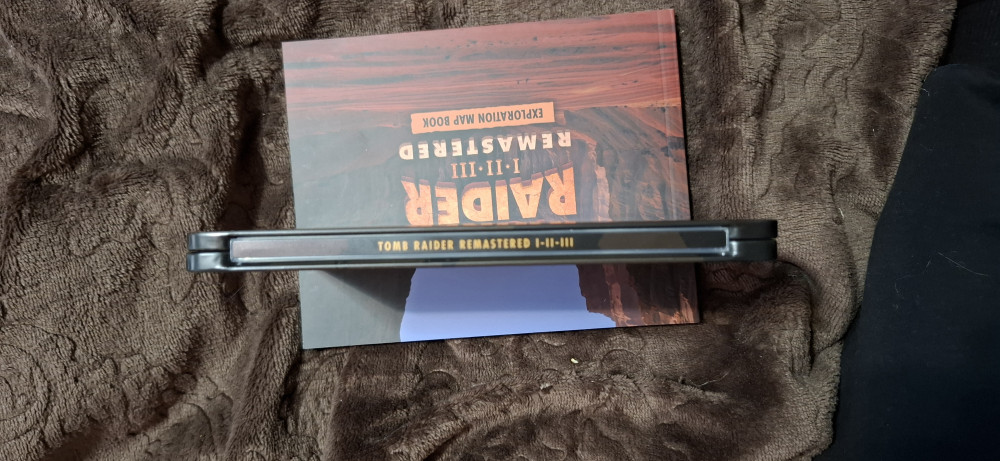 TOMB RAIDER REMASTERED I-II-III
RAIDER
I·II·III
REMASTERED
EXPLORATION MAP BOOK